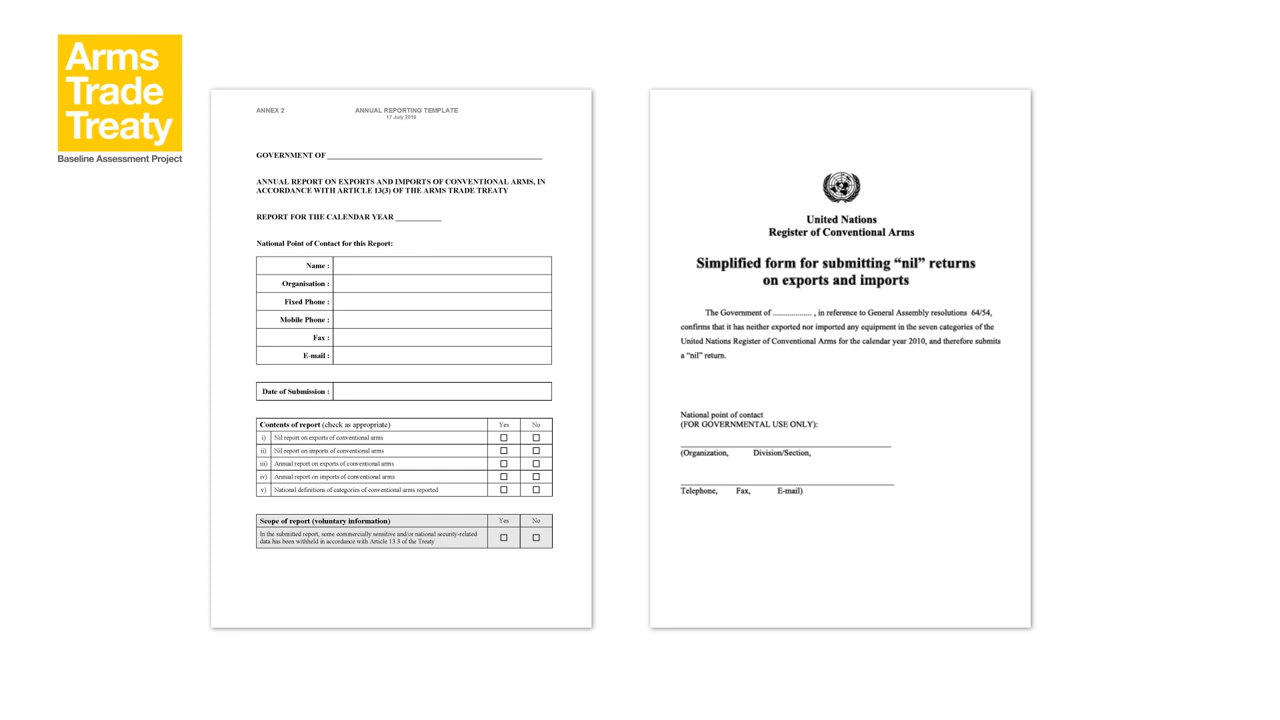 Arms
Trade
Treaty
Baseline Assessment Project
ANNEX 2 ANNUAL REPORTING TEMPLATE
17 July 2016
GOVERNMENT OF ____________________
ANNUAL REPORT ON EXPORTS AND IMPORTS OF CONVENTIONAL ARMS, IN
ACCORDANCE WITH ARTICLE 13(3) OF THE ARMS TRADE TREATY
REPORT FOR THE CALENDAR YEAR ____________
National Point of Contact for this Report:
Name :
Organisation :
Fixed Phone :
Mobile Phone :
Fax :
E-mail :
Date of Submission :
Contents of report (check as appropriate) Yes No
i) Nil report on exports of conventional arms
ii) Nil report on imports of conventional arms
iii) Annual report on exports of conventional arms
iv) Annual report on imports of conventional arms
v) National definitions of categories of conventional arms reported
Scope of report (voluntary information) Yes No
In the submitted report, some commercially sensitive and/or national security-related
data has been withheld in accordance with Article 13.3 of the Treaty
United Nations
Register of Conventional Arms
Simplified form for submitting “nil” returns
on exports and imports
The Government of ................... , in reference to General Assembly resolutions 64/54,
confirms that it has neither exported nor imported any equipment in the seven categories of the
United Nations Register of Conventional Arms for the calendar year 2010, and therefore submits
a “nil” return.
National point of contact
(FOR GOVERNMENTAL USE ONLY):
(Organization, Division/Section,
Telephone, Fax, E-mail)